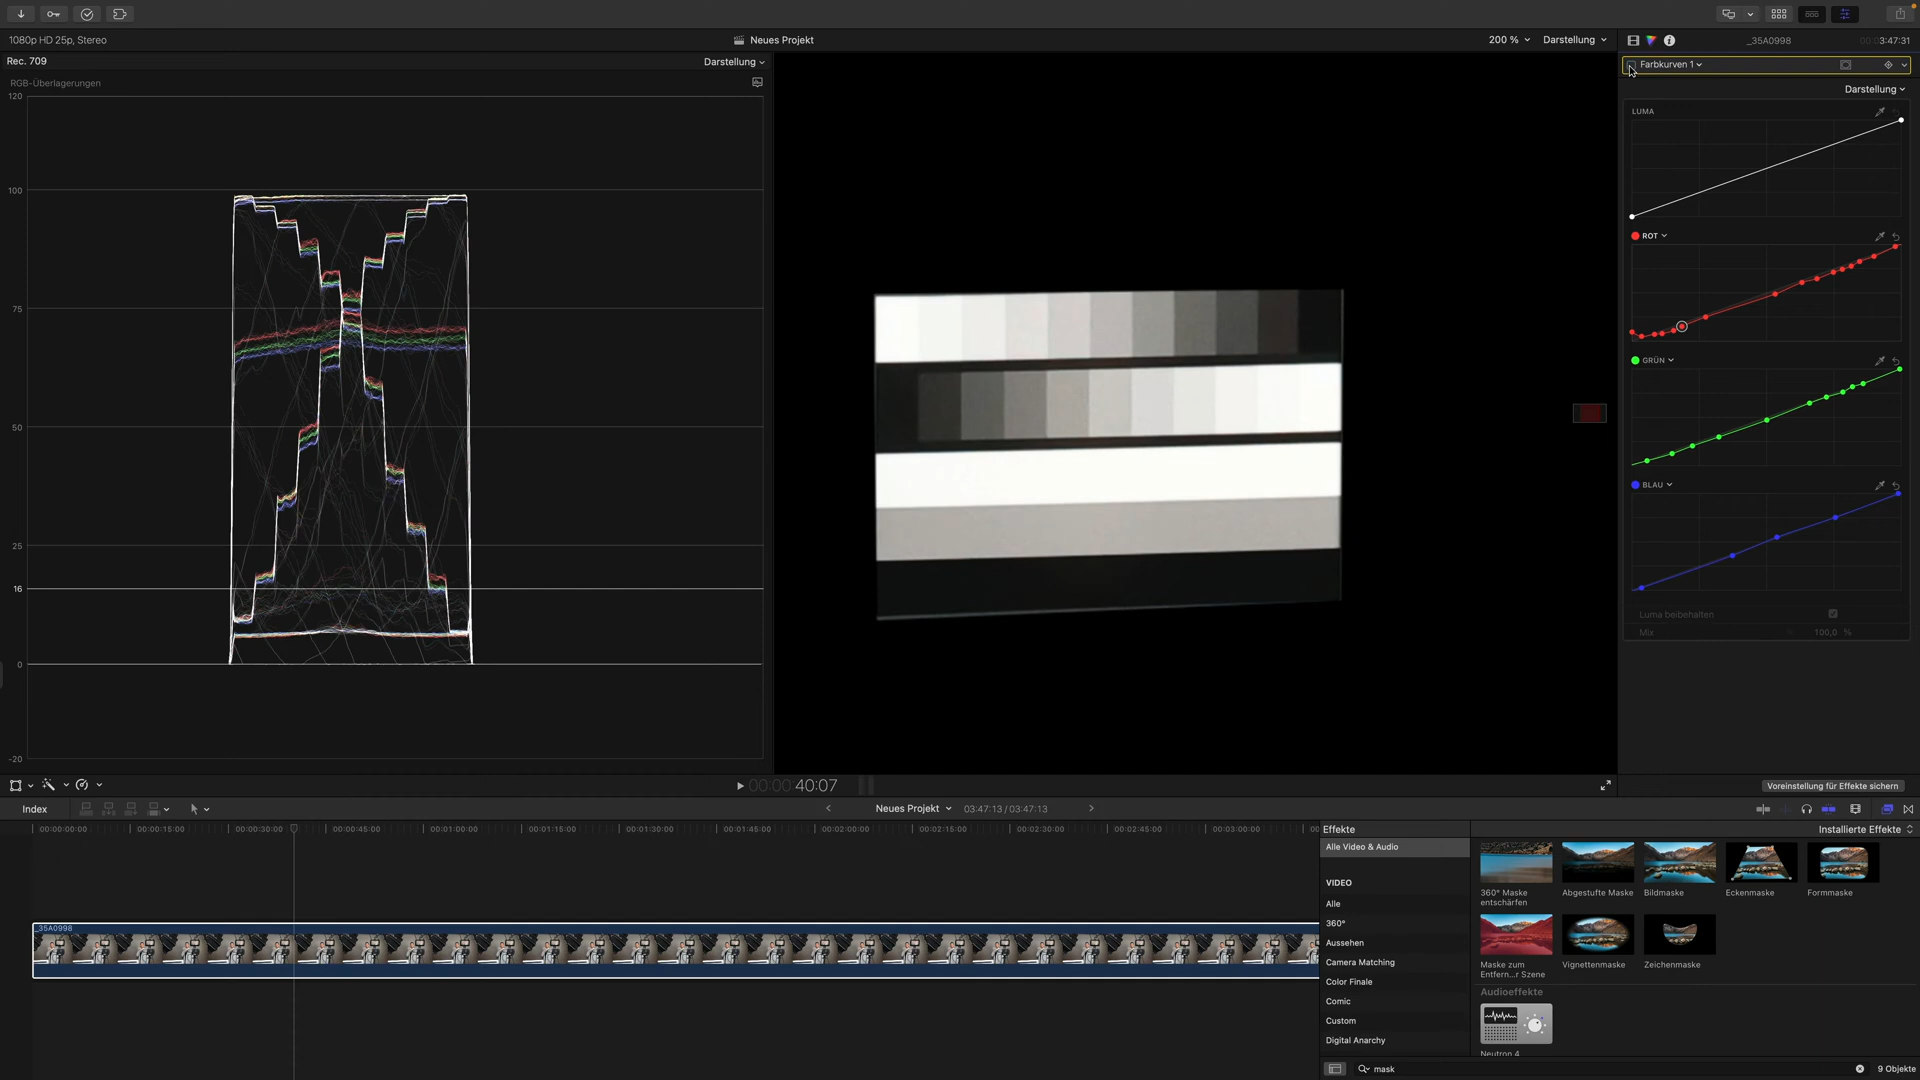 1080p HD 25p, Stereo
Neues Projekt
200 %
Darstellung
_35A0998
3:47:31
Rec. 709
Darstellung
Farbkurven 1
RGB-Überlagerungen
Darstellung
120
100
75
50
25
16
0
-20
LUMA
ROT
GRÜN
BLAU
Luma beibehalten
Mix
100,0 %
00:00:40:07
Voreinstellung für Effekte sichern
Index
Neues Projekt
03:47:13 / 03:47:13
00:00:00:00
00:00:15:00
00:00:30:00
00:00:45:00
00:01:00:00
00:01:15:00
00:01:30:00
00:01:45:00
00:02:00:00
00:02:15:00
00:02:30:00
00:02:45:00
00:03:00:00
_35A0998
Effekte
Installierte Effekte
Alle Video & Audio
VIDEO
Alle
360°
Aussehen
Camera Matching
Color Finale
Comic
Custom
Digital Anarchy
360° Maske
entschärfen
Abgestufte Maske
Bildmaske
Eckenmaske
Formmaske
Maske zum
Entfern...r Szene
Vignettenmaske
Zeichenmaske
Audioeffekte
Neutron 4
mask
9 Objekte